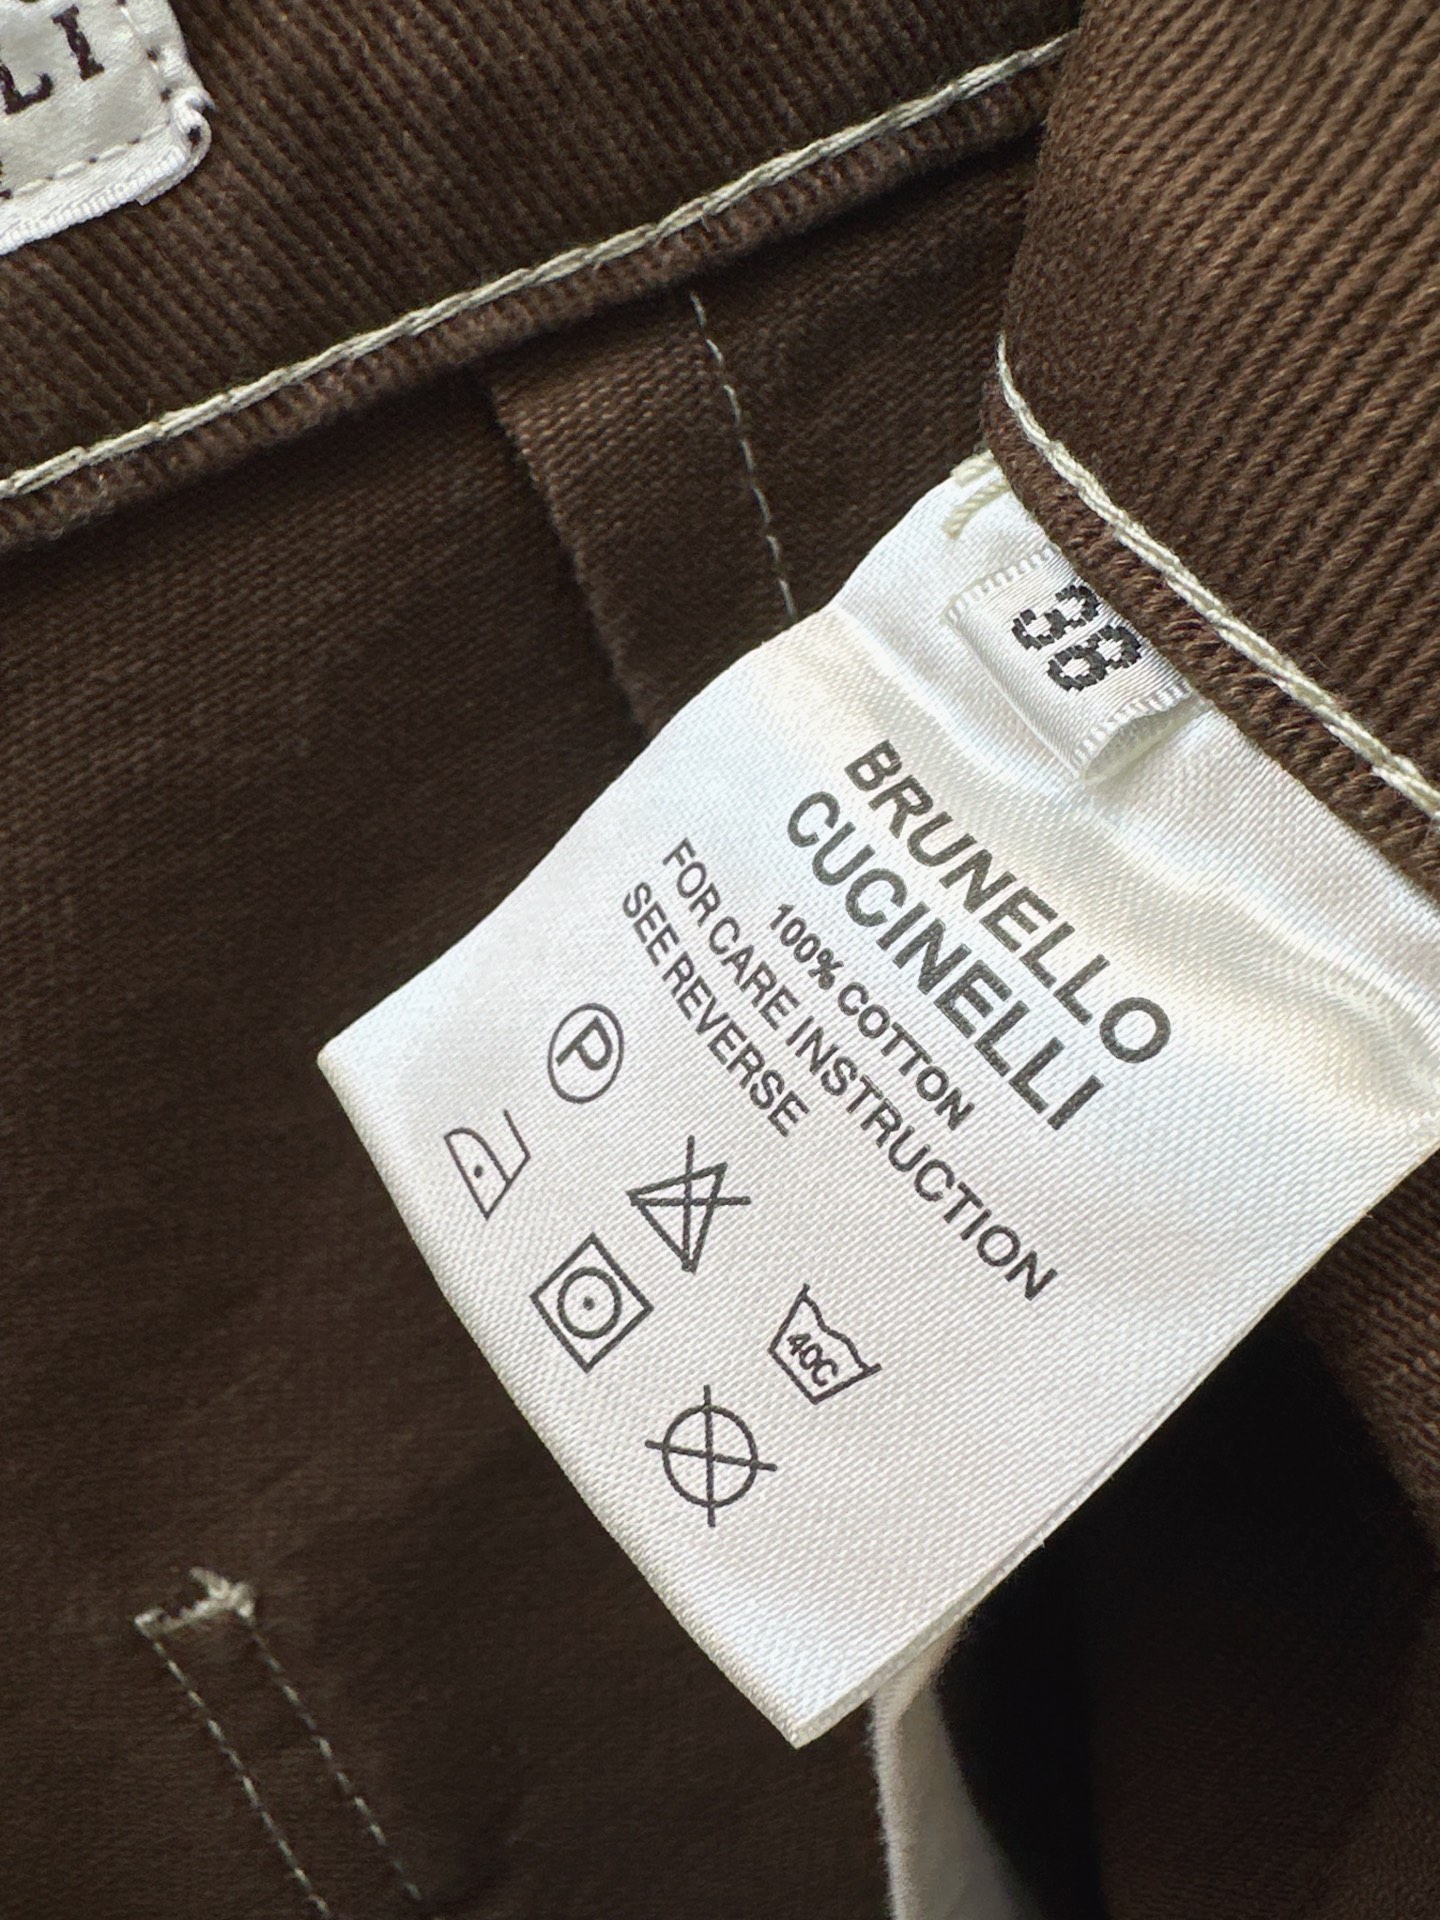 LI
38
BRUNELLO
CUCINELLI
100% COTTON
FOR CARE INSTRUCTION
SEE REVERSE
P
40C